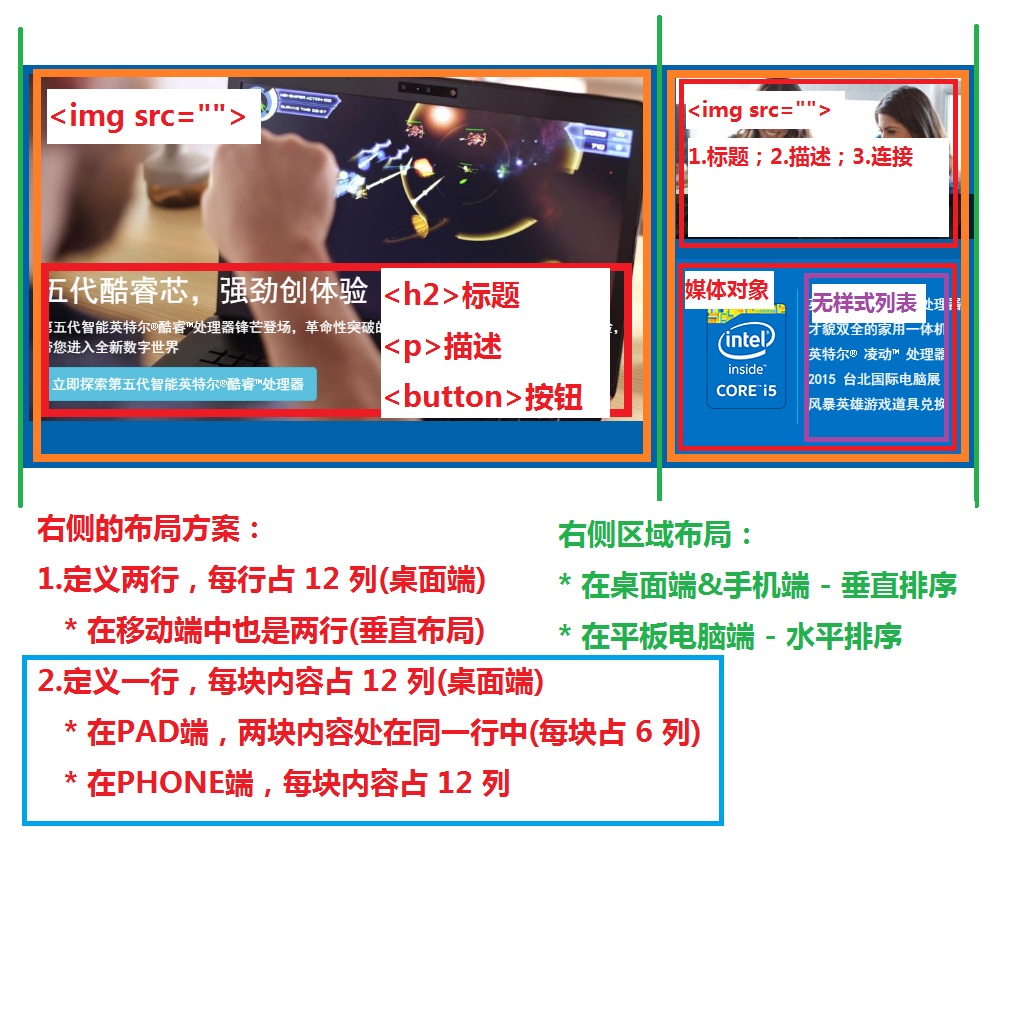 <img src="">
五代酷睿芯，强劲创体验
五代智能英特尔®酷睿™处理器锋芒登场，革命性突破的
您进入全新数字世界
立即探索第五代智能英特尔®酷睿™处理器
<h2>标题
<p>描述
<button>按钮
<img src="">
1.标题；2.描述；3.连接
媒体对象
intel
inside™
CORE™ i5
无样式列表
处理器
才貌双全的家用一体机
英特尔® 凌动™ 处理器
2015 台北国际电脑展
风暴英雄游戏道具兑换
右侧的布局方案：
1.定义两行，每行占 12 列(桌面端)
* 在移动端中也是两行(垂直布局)
2.定义一行，每块内容占 12 列(桌面端)
* 在PAD端，两块内容处在同一行中(每块占 6 列)
* 在PHONE端，每块内容占 12 列
右侧区域布局：
* 在桌面端&手机端 - 垂直排序
* 在平板电脑端 - 水平排序